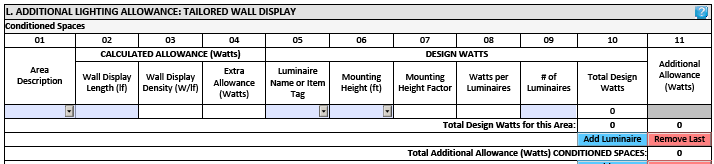 L. ADDITIONAL LIGHTING ALLOWANCE: TAILORED WALL DISPLAY ?
Conditioned Spaces
01 02 03 04 05 06 07 08 09 10 11
CALCULATED ALLOWANCE (Watts) DESIGN WATTS
Area Description Wall Display Length (lf) Wall Display Density (W/lf) Extra Allowance (Watts) Luminaire Name or Item Tag Mounting Height (ft) Mounting Height Factor Watts per Luminaires # of Luminaires Total Design Watts Additional Allowance (Watts)
0
Total Design Watts for this Area: 0 0
Add Luminaire Remove Last
Total Additional Allowance (Watts) CONDITIONED SPACES: 0